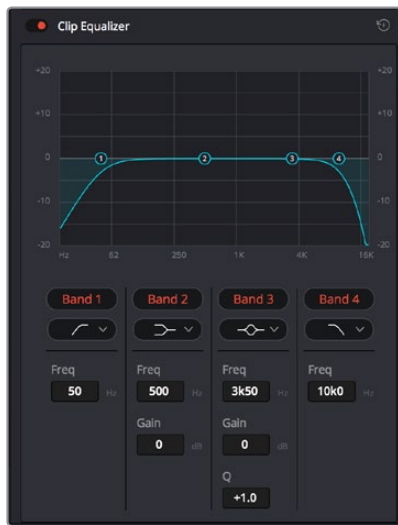 Clip Equalizer
+20 +20
+10 +10
0 1 2 3 4 0
-10 -10
-20 -20
Hz 62 250 1K 4K 16K
Band 1 Band 2 Band 3 Band 4
Freq Freq Freq Freq
50 Hz 500 Hz 3k50 Hz 10k0 Hz
Gain Gain
0 dB 0 dB
Q
+1.0